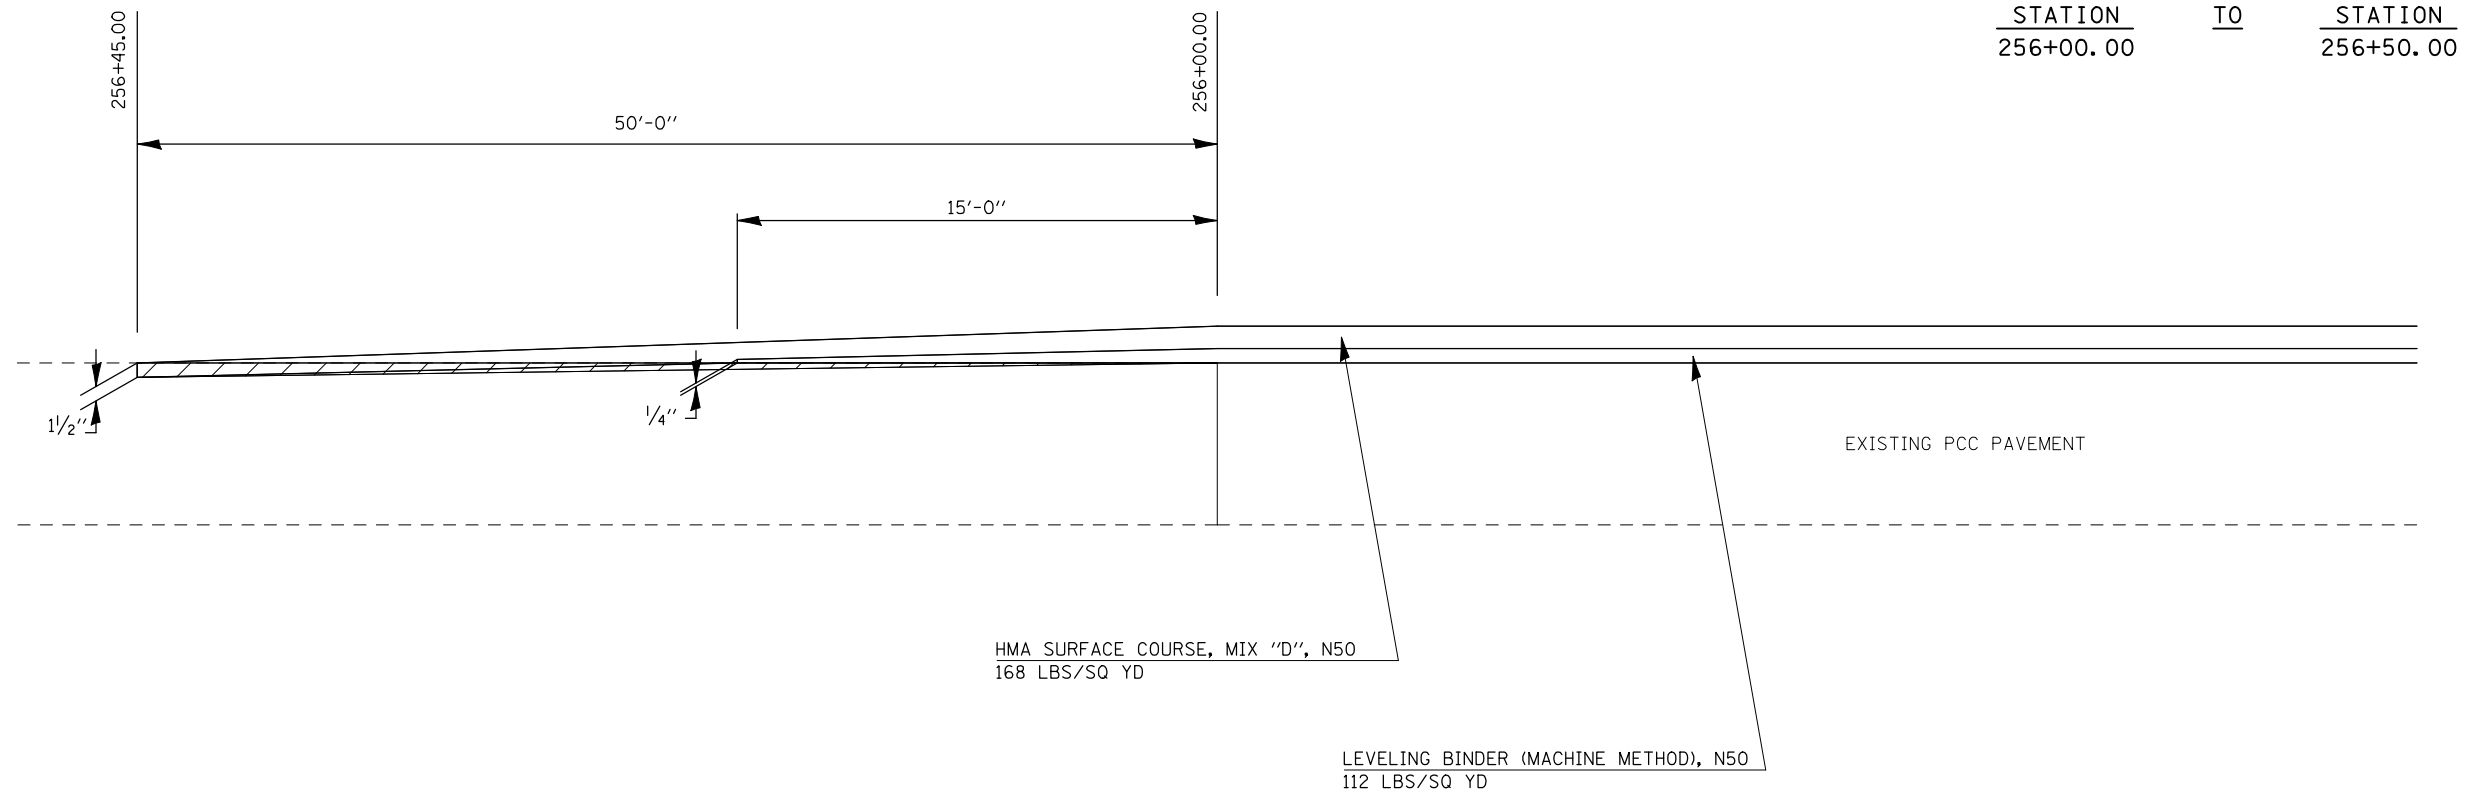 STATION TO STATION
256+00.00 256+50.00
256+45.00
256+00.00
50'-0"
15'-0"
1 1/2"
1/4"
EXISTING PCC PAVEMENT
HMA SURFACE COURSE, MIX "D", N50
168 LBS/SQ YD
LEVELING BINDER (MACHINE METHOD), N50
112 LBS/SQ YD